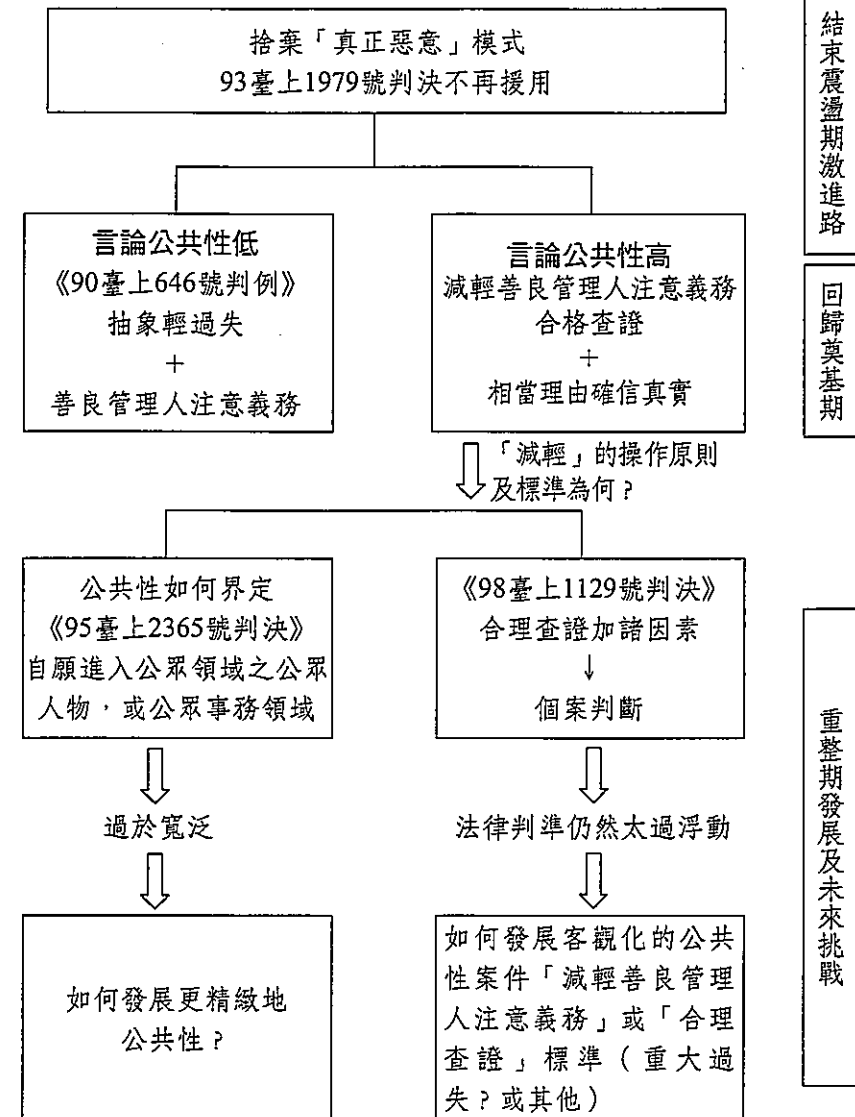 捨棄「真正惡意」模式
93臺上1979號判決不再援用
結束震盪期激進路
言論公共性低
《90臺上646號判例》
抽象輕過失
+
善良管理人注意義務
言論公共性高
減輕善良管理人注意義務
合格查證
+
相當理由確信真實
回歸奠基期
「減輕」的操作原則
及標準為何？
公共性如何界定
《95臺上2365號判決》
自願進入公眾領域之公眾
人物，或公眾事務領域
《98臺上1129號判決》
合理查證加諸因素
↓
個案判斷
過於寬泛
法律判準仍然太過浮動
如何發展更精緻地
公共性？
如何發展客觀化的公共
性案件「減輕善良管理
人注意義務」或「合理
查證」標準（重大過
失？或其他）
重整期發展及未來挑戰